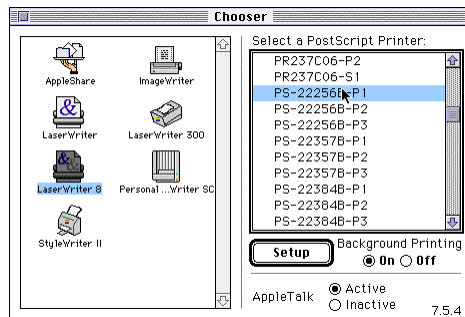 Chooser
AppleShare
ImageWriter
LaserWriter
LaserWriter 300
LaserWriter 8
Personal ...Writer SC
StyleWriter II
Select a PostScript Printer:
PR237C06-P2
PR237C06-S1
PS-22256B-P1
PS-22256B-P2
PS-22256B-P3
PS-22357B-P1
PS-22357B-P2
PS-22357B-P3
PS-22384B-P1
PS-22384B-P2
PS-22384B-P3
Setup
Background Printing
On Off
AppleTalk
Active
Inactive
7.5.4